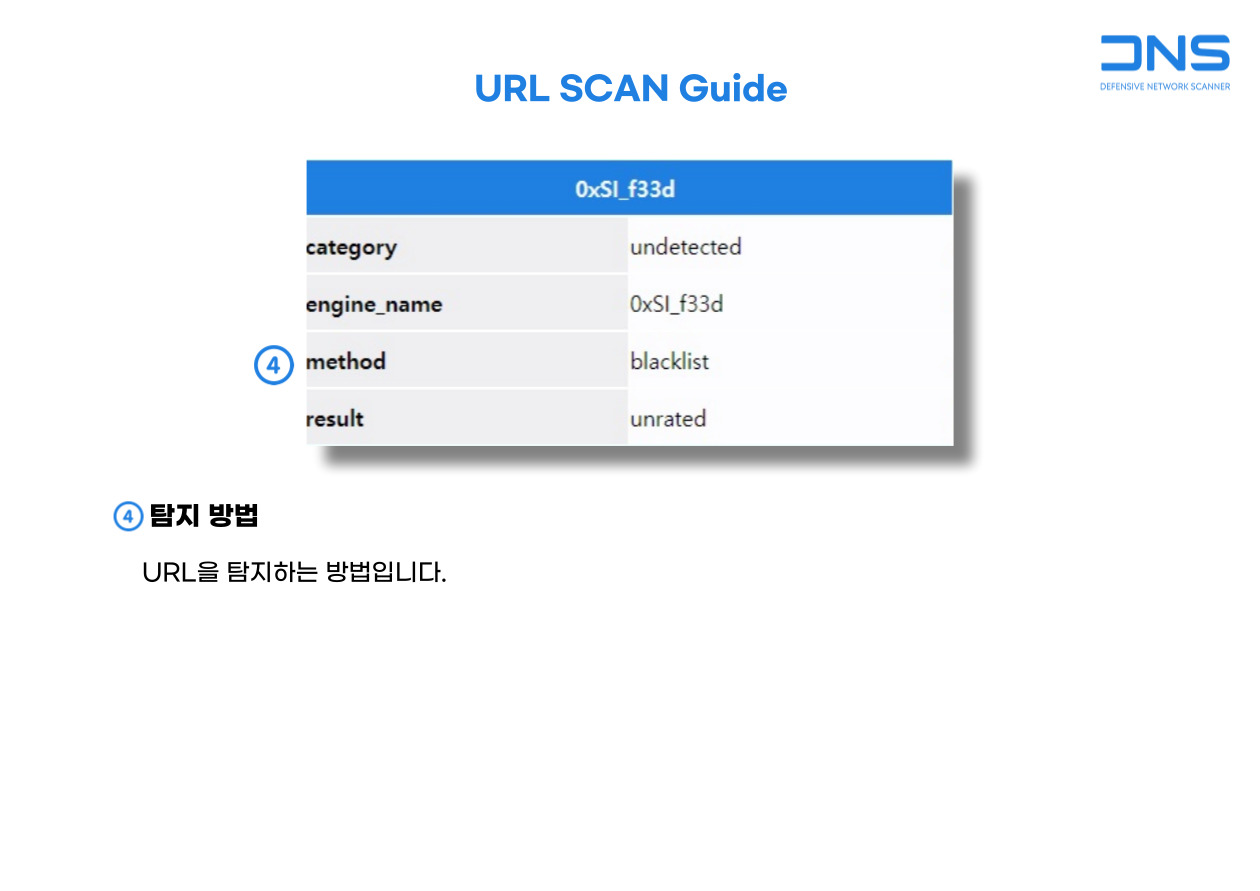 DNS
DEFENSIVE NETWORK SCANNER
URL SCAN Guide
0xSI_f33d
category undetected
engine_name 0xSI_f33d
4 method blacklist
result unrated
4 탐지 방법
URL을 탐지하는 방법입니다.